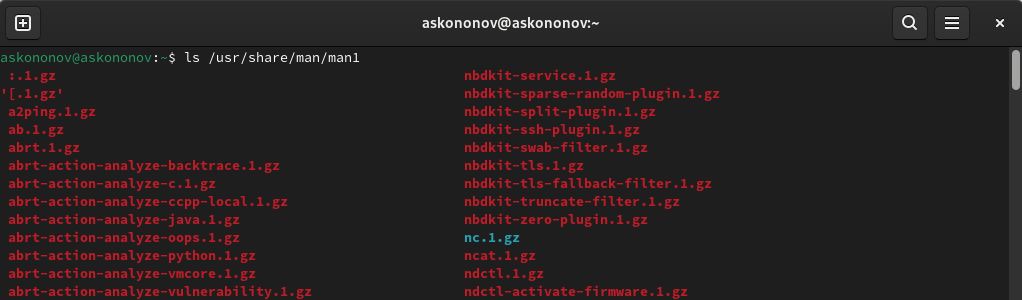 askononov@askononov:~
askononov@askononov:~$ ls /usr/share/man/man1
:.1.gz nbdkit-service.1.gz
'[.1.gz' nbdkit-sparse-random-plugin.1.gz
a2ping.1.gz nbdkit-split-plugin.1.gz
ab.1.gz nbdkit-ssh-plugin.1.gz
abrt.1.gz nbdkit-swab-filter.1.gz
abrt-action-analyze-backtrace.1.gz nbdkit-tls.1.gz
abrt-action-analyze-c.1.gz nbdkit-tls-fallback-filter.1.gz
abrt-action-analyze-ccpp-local.1.gz nbdkit-truncate-filter.1.gz
abrt-action-analyze-java.1.gz nbdkit-zero-plugin.1.gz
abrt-action-analyze-oops.1.gz nc.1.gz
abrt-action-analyze-python.1.gz ncat.1.gz
abrt-action-analyze-vmcore.1.gz ndctl.1.gz
abrt-action-analyze-vulnerability.1.gz ndctl-activate-firmware.1.gz